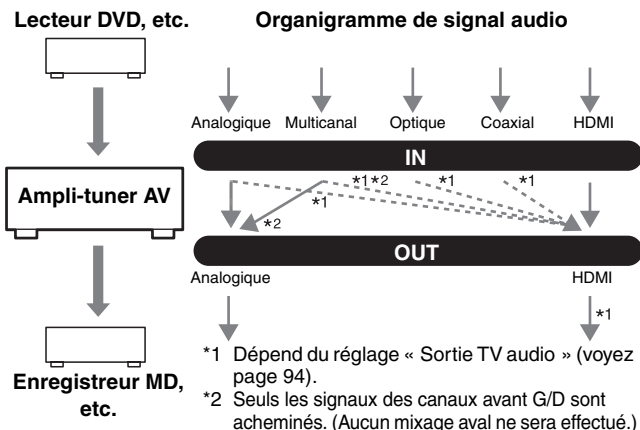 Lecteur DVD, etc.
Organigramme de signal audio
Analogique Multicanal Optique Coaxial HDMI
IN
Ampli-tuner AV
*1*2 *1 *1
*1
*2
OUT
Analogique HDMI
*1
Enregistreur MD,
etc.
*1 Dépend du réglage « Sortie TV audio » (voyez
page 94).
*2 Seuls les signaux des canaux avant G/D sont
acheminés. (Aucun mixage aval ne sera effectué.)